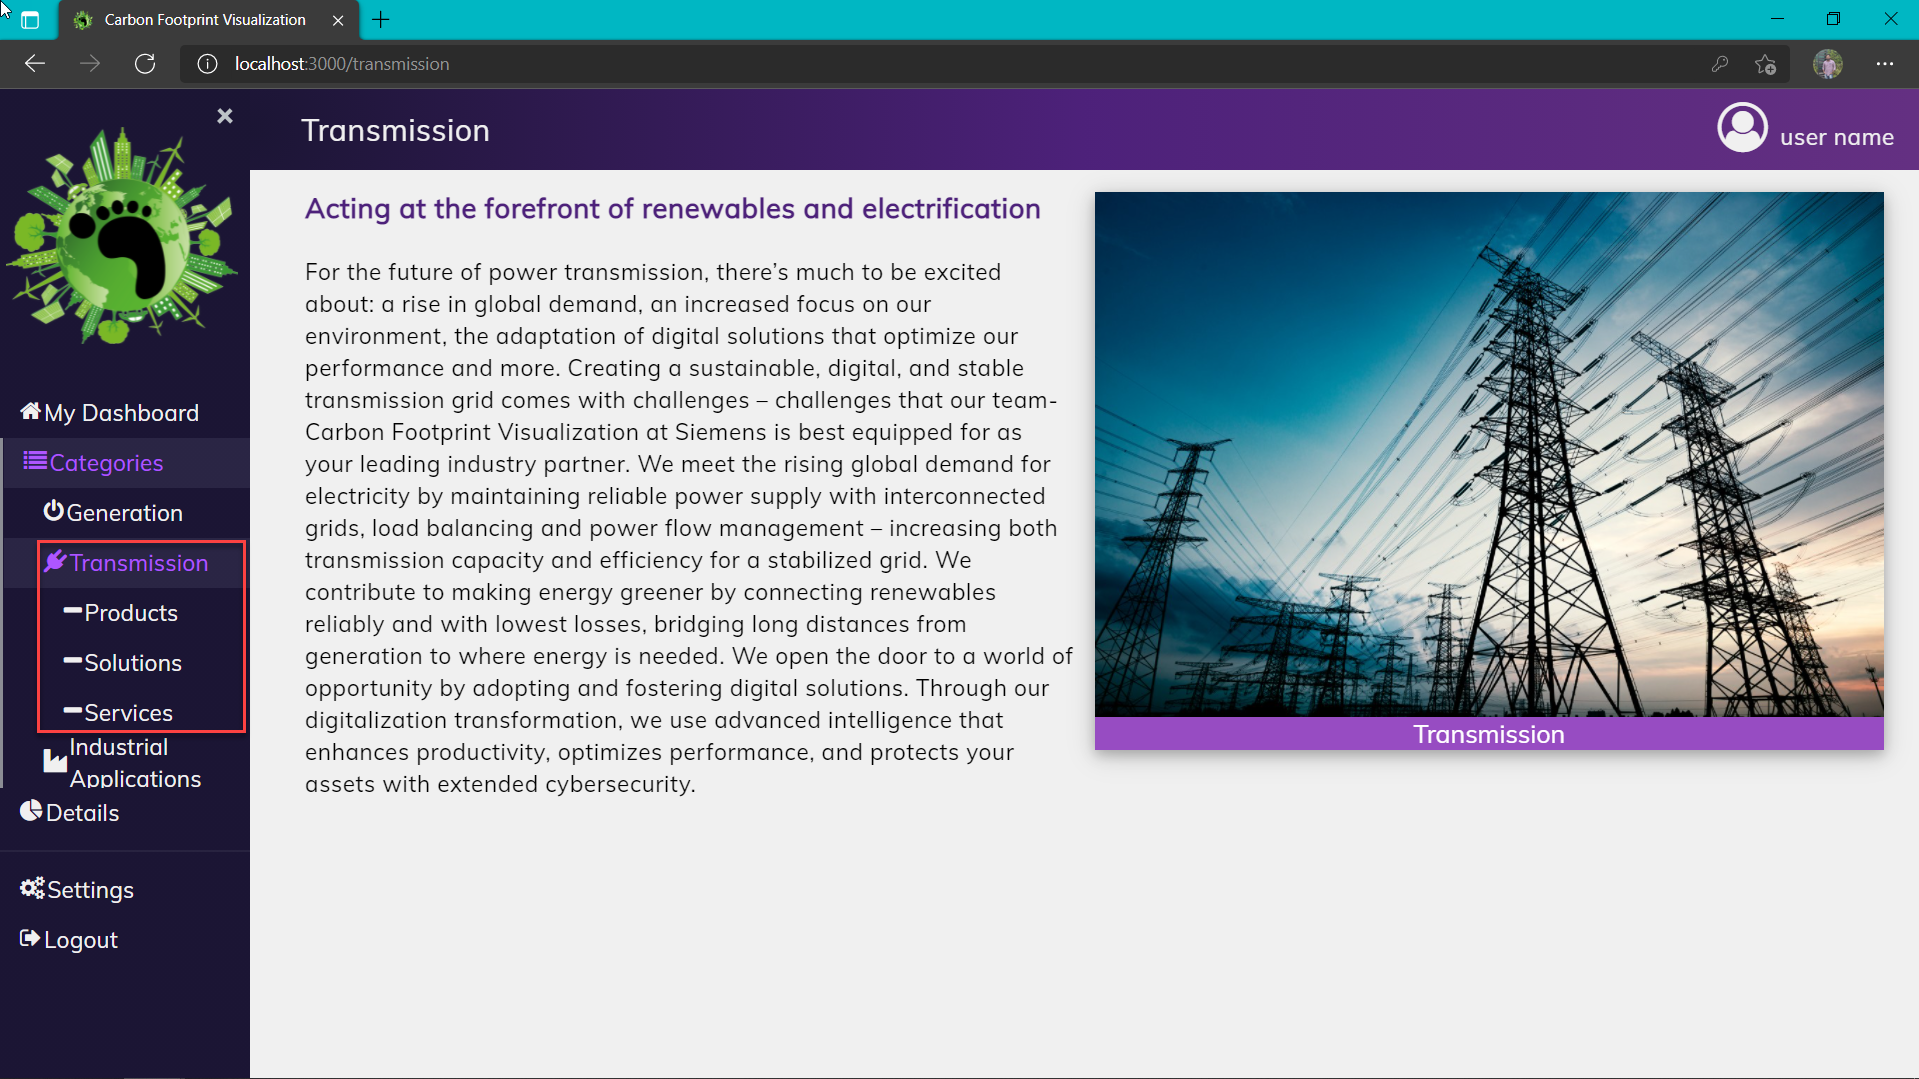 Carbon Footprint Visualization
localhost:3000/transmission
Transmission
user name
My Dashboard
Categories
Generation
Transmission
Products
Solutions
Services
Industrial
Applications
Details
Settings
Logout
Acting at the forefront of renewables and electrification
For the future of power transmission, there’s much to be excited
about: a rise in global demand, an increased focus on our
environment, the adaptation of digital solutions that optimize our
performance and more. Creating a sustainable, digital, and stable
transmission grid comes with challenges – challenges that our team-
Carbon Footprint Visualization at Siemens is best equipped for as
your leading industry partner. We meet the rising global demand for
electricity by maintaining reliable power supply with interconnected
grids, load balancing and power flow management – increasing both
transmission capacity and efficiency for a stabilized grid. We
contribute to making energy greener by connecting renewables
reliably and with lowest losses, bridging long distances from
generation to where energy is needed. We open the door to a world of
opportunity by adopting and fostering digital solutions. Through our
digitalization transformation, we use advanced intelligence that
enhances productivity, optimizes performance, and protects your
assets with extended cybersecurity.
Transmission